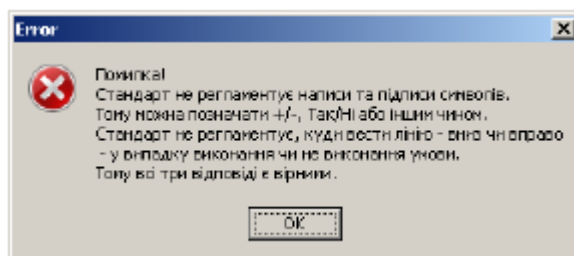 Error
Помилка!
Стандарт не регламентує написи та підписи символів.
Тому можна позначати +/-, Так/Ні або іншим чином.
Стандарт не регламентує, куди вести лінію - вниз чи вправо
- у випадку виконання чи не виконання умови.
Тому всі три відповіді є вірними.
OK